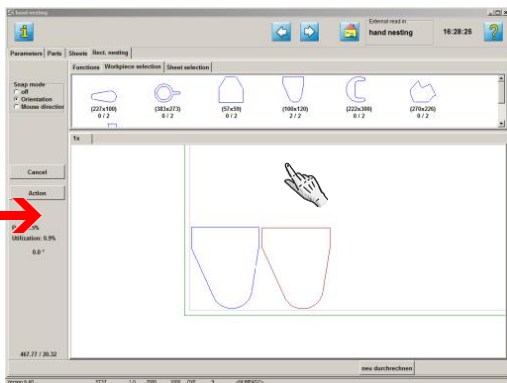 hand nesting
External read in
hand nesting
16:28:25
Parameters Parts Sheets Rect. nesting
Functions Workpiece selection Sheet selection
Snap mode
off
Orientation
Mouse direction
(227x100)
0 / 2
(383x273)
0 / 2
(57x59)
0 / 2
(100x120)
2 / 2
(222x300)
0 / 2
(270x226)
0 / 2
1x
Cancel
Action
Utilization: 0.9%
0.0 °
467.77 / 20.32
neu durchrechnen